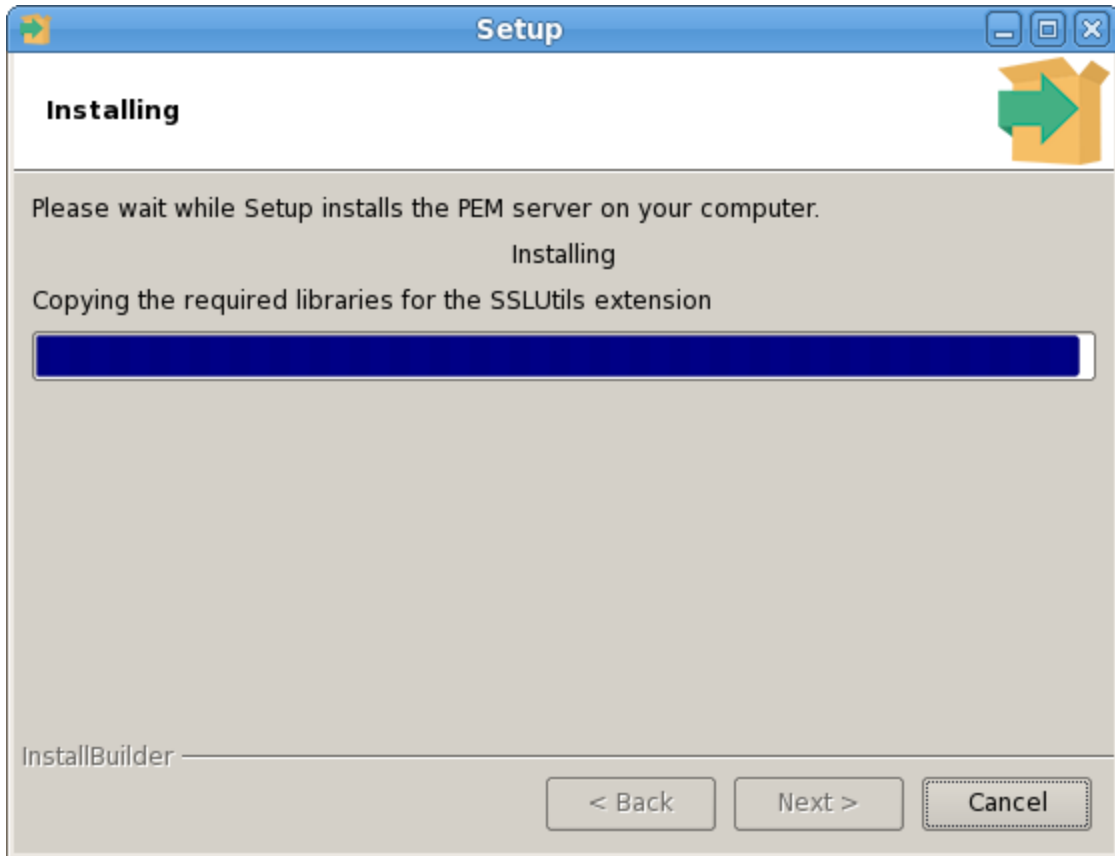 Setup
Installing
Please wait while Setup installs the PEM server on your computer.
Installing
Copying the required libraries for the SSLUtils extension
InstallBuilder
< Back
Next >
Cancel